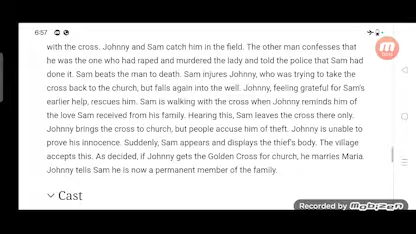 6:57
with the cross. Johnny and Sam catch him in the field. The other man confesses that
he was the one who had raped and murdered the lady and told the police that Sam had
done it. Sam beats the man to death. Sam injures Johnny, who was trying to take the
cross back to the church, but falls again into the well. Johnny, feeling grateful for Sam's
earlier help, rescues him. Sam is walking with the cross when Johnny reminds him of
the love Sam received from his family. Hearing this, Sam leaves the cross there only.
Johnny brings the cross to church, but people accuse him of theft. Johnny is unable to
prove his innocence. Suddenly, Sam appears and displays the thief's body. The village
accepts this. As decided, if Johnny gets the Golden Cross for church, he marries Maria.
Johnny tells Sam he is now a permanent member of the family.
Cast
Recorded by Mobizen